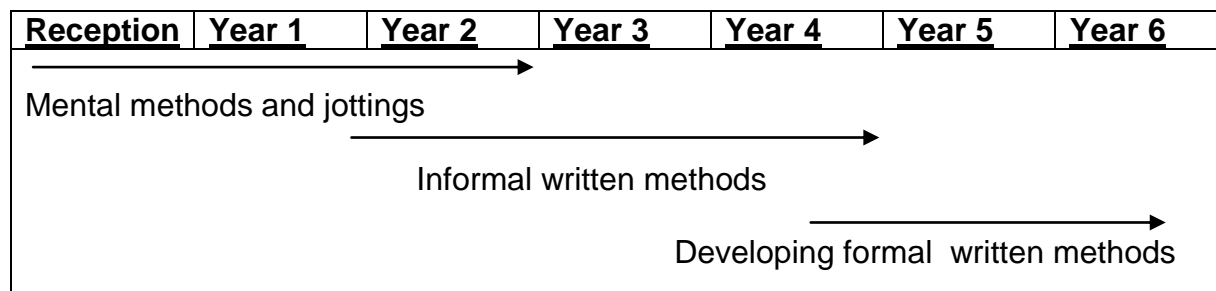 Reception Year 1 Year 2 Year 3 Year 4 Year 5 Year 6
Mental methods and jottings
Informal written methods
Developing formal written methods